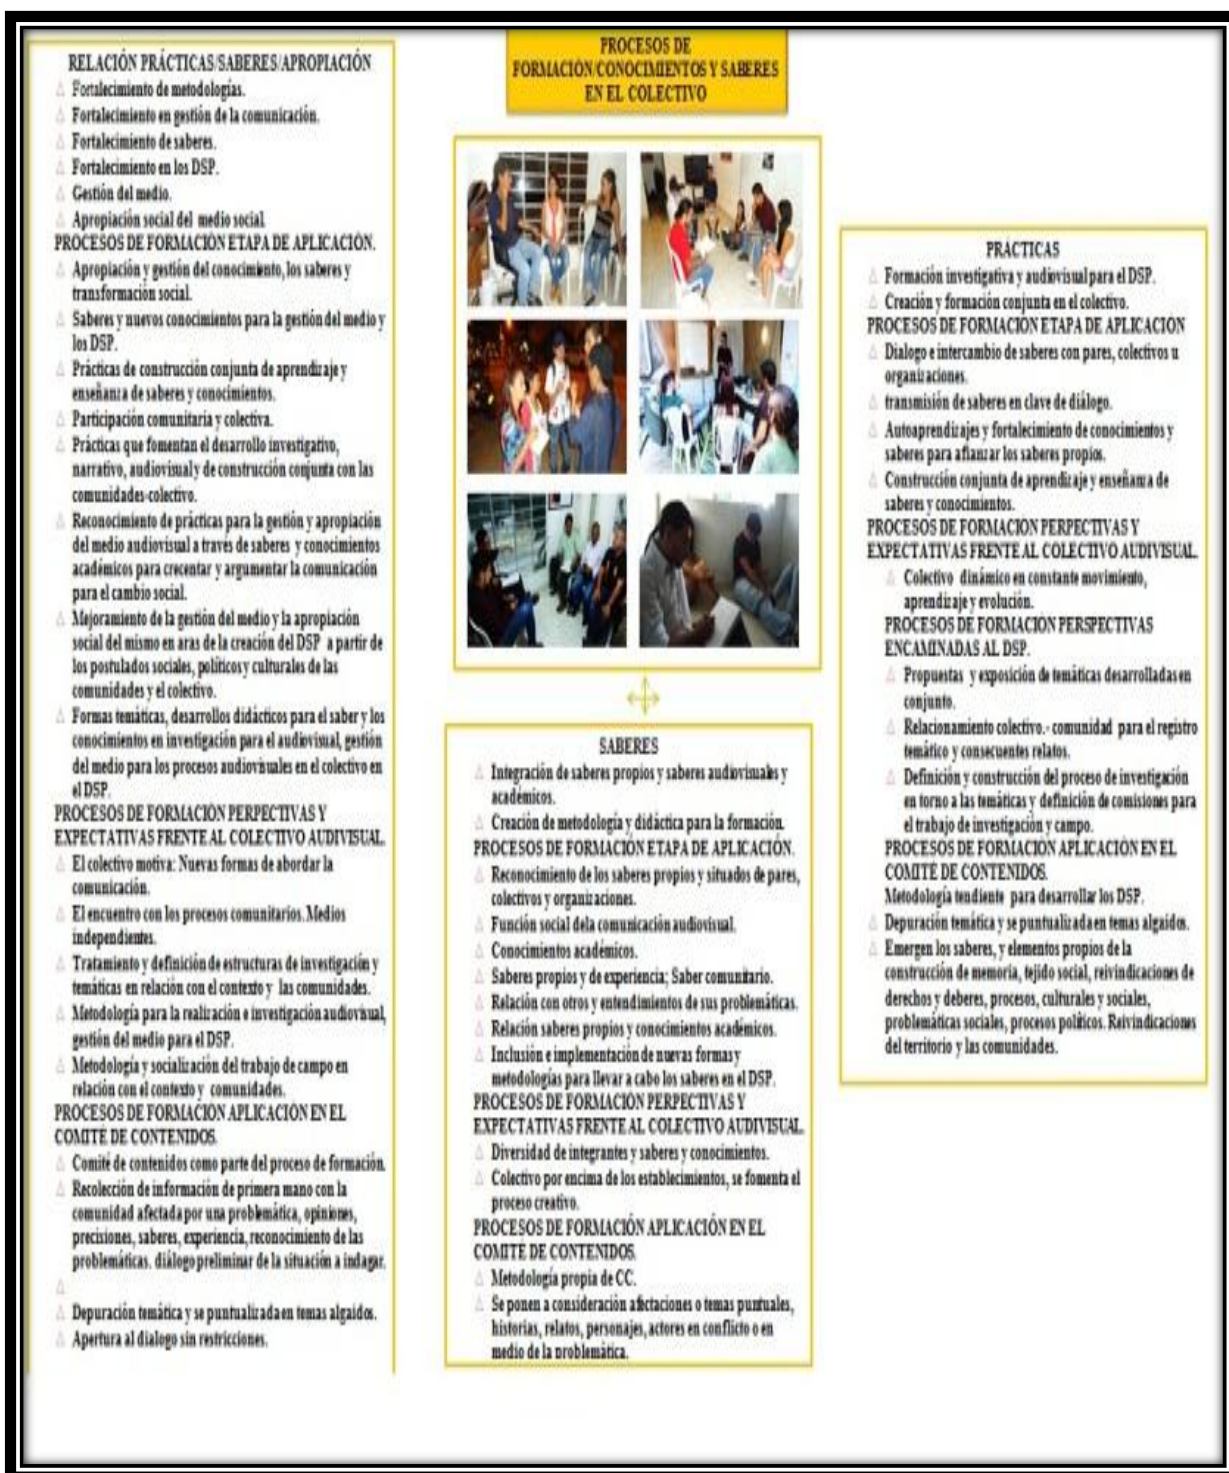 PROCESOS DE
FORMACIÓN/CONOCIMIENTOS Y SABERES
EN EL COLECTIVO
RELACIÓN PRÁCTICAS/SABERES/APROPIACIÓN
Fortalecimiento de metodologías.
Fortalecimiento en gestión de la comunicación.
Fortalecimiento de saberes.
Fortalecimiento en los DSP.
Gestión del medio.
Apropiación social del medio social.
PROCESOS DE FORMACIÓN ETAPA DE APLICACIÓN.
Apropiación y gestión del conocimiento, los saberes y
transformación social.
Saberes y nuevos conocimientos para la gestión del medio y
los DSP.
Prácticas de construcción conjunta de aprendizaje y
enseñanza de saberes y conocimientos.
Participación comunitaria y colectiva.
Prácticas que fomentan el desarrollo investigativo,
narrativo, audiovisual y de construcción conjunta con las
comunidades-colectivo.
Reconocimiento de prácticas para la gestión y apropiación
del medio audiovisual a través de saberes y conocimientos
académicos para crecentar y argumentar la comunicación
para el cambio social.
Mejoramiento de la gestión del medio y la apropiación
social del mismo en aras de la creación del DSP a partir de
los postulados sociales, políticos y culturales de las
comunidades y el colectivo.
Formas temáticas, desarrollos didácticos para el saber y los
conocimientos en investigación para el audiovisual, gestión
del medio para los procesos audiovisuales en el colectivo en
el DSP.
PROCESOS DE FORMACIÓN PERPECTIVAS Y
EXPECTATIVAS FRENTE AL COLECTIVO AUDIVISUAL.
El colectivo motiva: Nuevas formas de abordar la
comunicación.
El encuentro con los procesos comunitarios. Medios
independientes.
Tratamiento y definición de estructuras de investigación y
temáticas en relación con el contexto y las comunidades.
Metodología para la realización e investigación audiovisual,
gestión del medio para el DSP.
Metodología y socialización del trabajo de campo en
relación con el contexto y comunidades.
PROCESOS DE FORMACIÓN APLICACIÓN EN EL
COMITÉ DE CONTENIDOS.
Comité de contenidos como parte del proceso de formación.
Recolección de información de primera mano con la
comunidad afectada por una problemática, opiniones,
precisiones, saberes, experiencia, reconocimiento de las
problemáticas. diálogo preliminar de la situación a indagar.
Depuración temática y se puntualizada en temas algaidos.
Apertura al dialogo sin restricciones.
SABERES
Integración de saberes propios y saberes audiovisuales y
académicos.
Creación de metodología y didáctica para la formación.
PROCESOS DE FORMACIÓN ETAPA DE APLICACIÓN.
Reconocimiento de los saberes propios y situados de pares,
colectivos y organizaciones.
Función social dela comunicación audiovisual.
Conocimientos académicos.
Saberes propios y de experiencia; Saber comunitario.
Relación con otros y entendimientos de sus problemáticas.
Relación saberes propios y conocimientos académicos.
Inclusión e implementación de nuevas formas y
metodologías para llevar a cabo los saberes en el DSP.
PROCESOS DE FORMACIÓN PERPECTIVAS Y
EXPECTATIVAS FRENTE AL COLECTIVO AUDIVISUAL.
Diversidad de integrantes y saberes y conocimientos.
Colectivo por encima de los establecimientos, se fomenta el
proceso creativo.
PROCESOS DE FORMACIÓN APLICACIÓN EN EL
COMITÉ DE CONTENIDOS.
Metodología propia de CC.
Se ponen a consideración afectaciones o temas puntuales,
historias, relatos, personajes, actores en conflicto o en
medio de la problemática.
PRÁCTICAS
Formación investigativa y audiovisual para el DSP.
Creación y formación conjunta en el colectivo.
PROCESOS DE FORMACIÓN ETAPA DE APLICACIÓN
Dialogo e intercambio de saberes con pares, colectivos u
organizaciones.
transmisión de saberes en clave de diálogo.
Autoaprendizajes y fortalecimiento de conocimientos y
saberes para afianzar los saberes propios.
Construcción conjunta de aprendizaje y enseñanza de
saberes y conocimientos.
PROCESOS DE FORMACIÓN PERPECTIVAS Y
EXPECTATIVAS FRENTE AL COLECTIVO AUDIVISUAL.
Colectivo dinámico en constante movimiento,
aprendizaje y evolución.
PROCESOS DE FORMACIÓN PERSPECTIVAS
ENCAMINADAS AL DSP.
Propuestas y exposición de temáticas desarrolladas en
conjunto.
Relacionamiento colectivo.- comunidad para el registro
temático y consecuentes relatos.
Definición y construcción del proceso de investigación
en torno a las temáticas y definición de comisiones para
el trabajo de investigación y campo.
PROCESOS DE FORMACIÓN APLICACIÓN EN EL
COMITÉ DE CONTENIDOS.
Metodología tendiente para desarrollar los DSP.
Depuración temática y se puntualizada en temas algaidos.
Emergen los saberes, y elementos propios de la
construcción de memoria, tejido social, reivindicaciones de
derechos y deberes, procesos, culturales y sociales,
problemáticas sociales, procesos políticos. Reivindicaciones
del territorio y las comunidades.